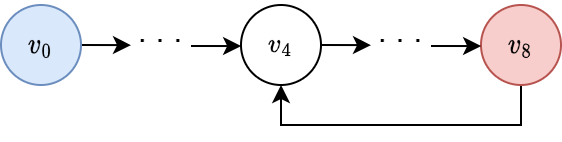 v₀ · · · v₄ · · · v₈